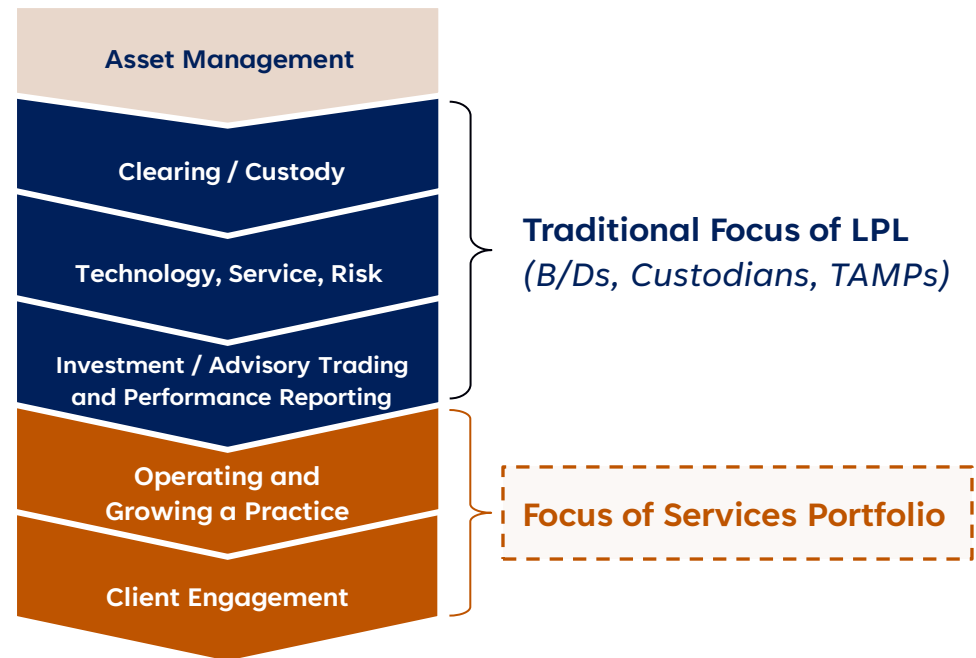 Asset Management
Clearing / Custody
Technology, Service, Risk
Investment / Advisory Trading
and Performance Reporting
Operating and
Growing a Practice
Client Engagement
Traditional Focus of LPL
(B/Ds, Custodians, TAMPs)
Focus of Services Portfolio